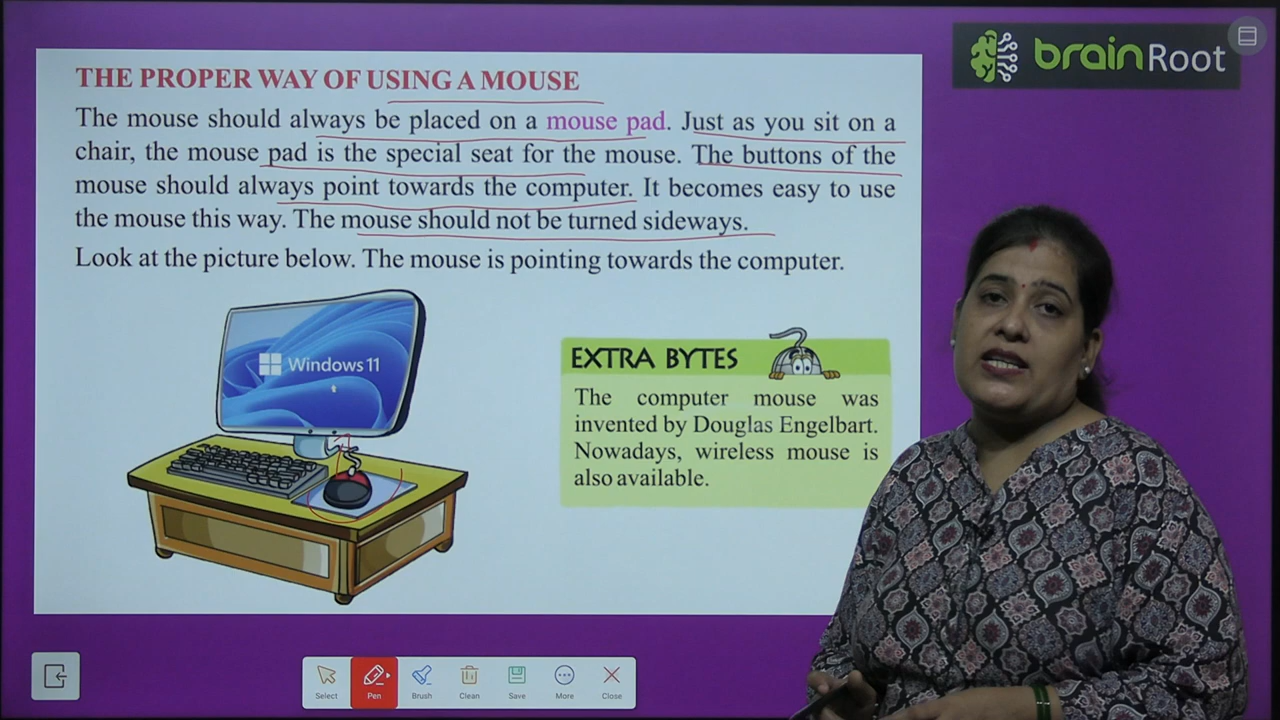 THE PROPER WAY OF USING A MOUSE
The mouse should always be placed on a mouse pad. Just as you sit on a
chair, the mouse pad is the special seat for the mouse. The buttons of the
mouse should always point towards the computer. It becomes easy to use
the mouse this way. The mouse should not be turned sideways.
Look at the picture below. The mouse is pointing towards the computer.
Windows 11
EXTRA BYTES
The computer mouse was
invented by Douglas Engelbart.
Nowadays, wireless mouse is
also available.
brainRoot
Select Pen Brush Clean Save More Close